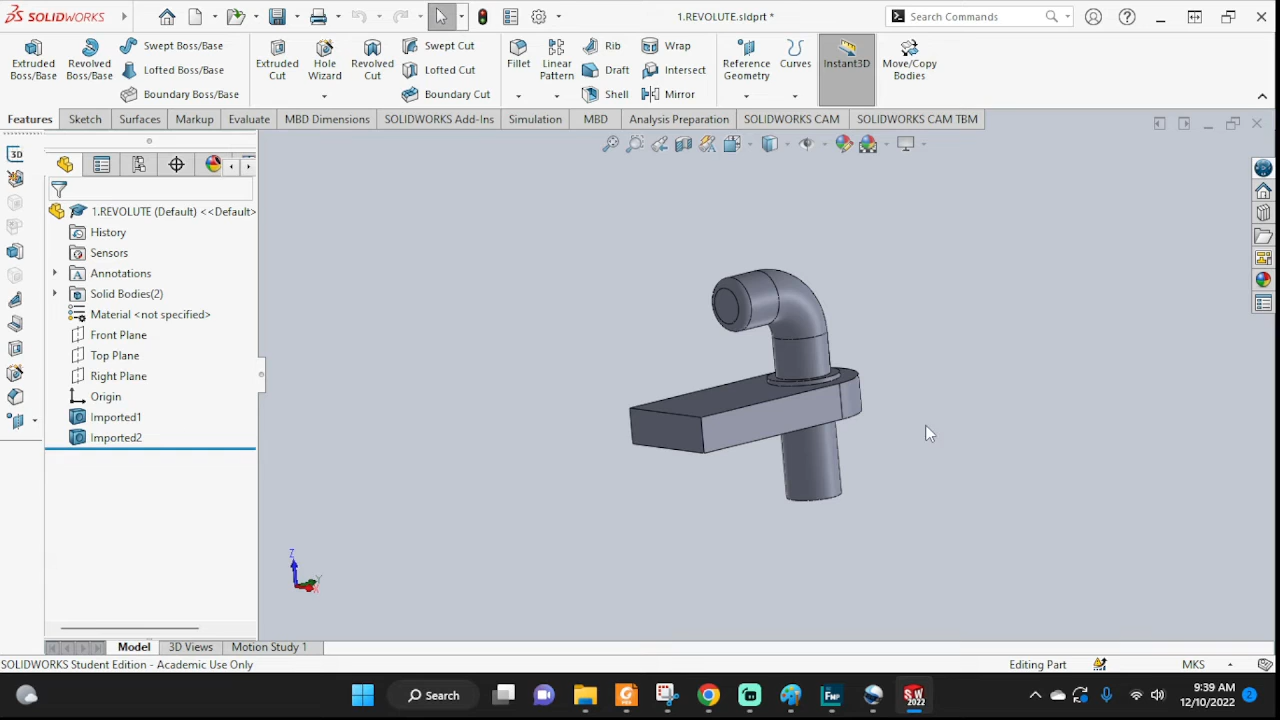 SOLIDWORKS
1.REVOLUTE.sldprt *
Search Commands
Extruded Boss/Base
Revolved Boss/Base
Swept Boss/Base
Lofted Boss/Base
Boundary Boss/Base
Extruded Cut
Hole Wizard
Revolved Cut
Swept Cut
Lofted Cut
Boundary Cut
Fillet
Linear Pattern
Rib
Draft
Shell
Wrap
Intersect
Mirror
Reference Geometry
Curves
Instant3D
Move/Copy Bodies
Features
Sketch
Surfaces
Markup
Evaluate
MBD Dimensions
SOLIDWORKS Add-Ins
Simulation
MBD
Analysis Preparation
SOLIDWORKS CAM
SOLIDWORKS CAM TBM
3D
1.REVOLUTE (Default) <<Default>
History
Sensors
A
Annotations
Solid Bodies(2)
Material <not specified>
Front Plane
Top Plane
Right Plane
Origin
Imported1
Imported2
Z
Y
X
Model
3D Views
Motion Study 1
SOLIDWORKS Student Edition - Academic Use Only
Editing Part
MKS
Search
SW 2022
9:39 AM
12/10/2022
2